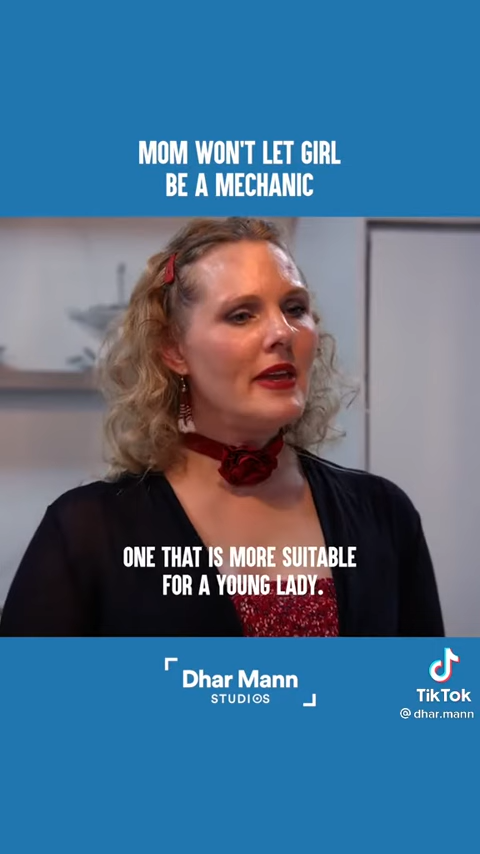 MOM WON'T LET GIRL
BE A MECHANIC
ONE THAT IS MORE SUITABLE
FOR A YOUNG LADY.
Dhar Mann
STUDIOS
TikTok
@dhar.mann